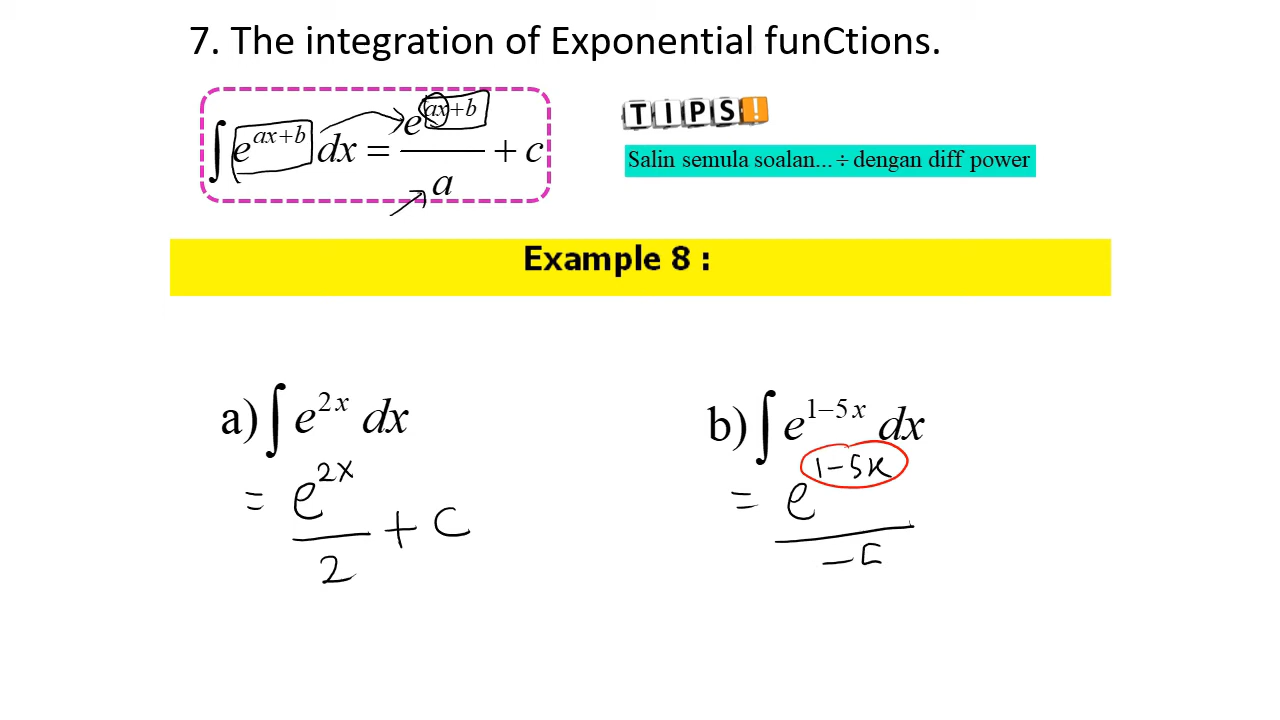 7. The integration of Exponential funCtions.
∫ e^{ax+b} dx = e^{ax+b} / a + c
TIPS!
Salin semula soalan... ÷ dengan diff power
Example 8 :
a) ∫ e^{2x} dx
= e^{2x} / 2 + c
b) ∫ e^{1−5x} dx
= e^{1−5x} / −5